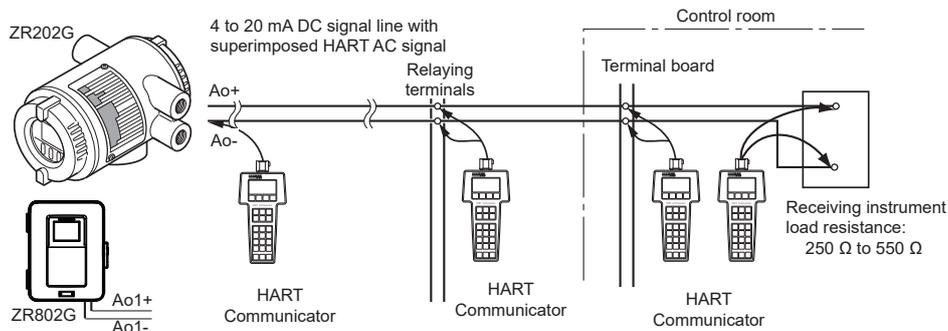 ZR202G
4 to 20 mA DC signal line with
superimposed HART AC signal
Control room
Relaying
terminals
Terminal board
Ao+
Ao-
Receiving instrument
load resistance:
250 Ω to 550 Ω
HART
Communicator
HART
Communicator
HART
Communicator
Ao1+
Ao1-
ZR802G